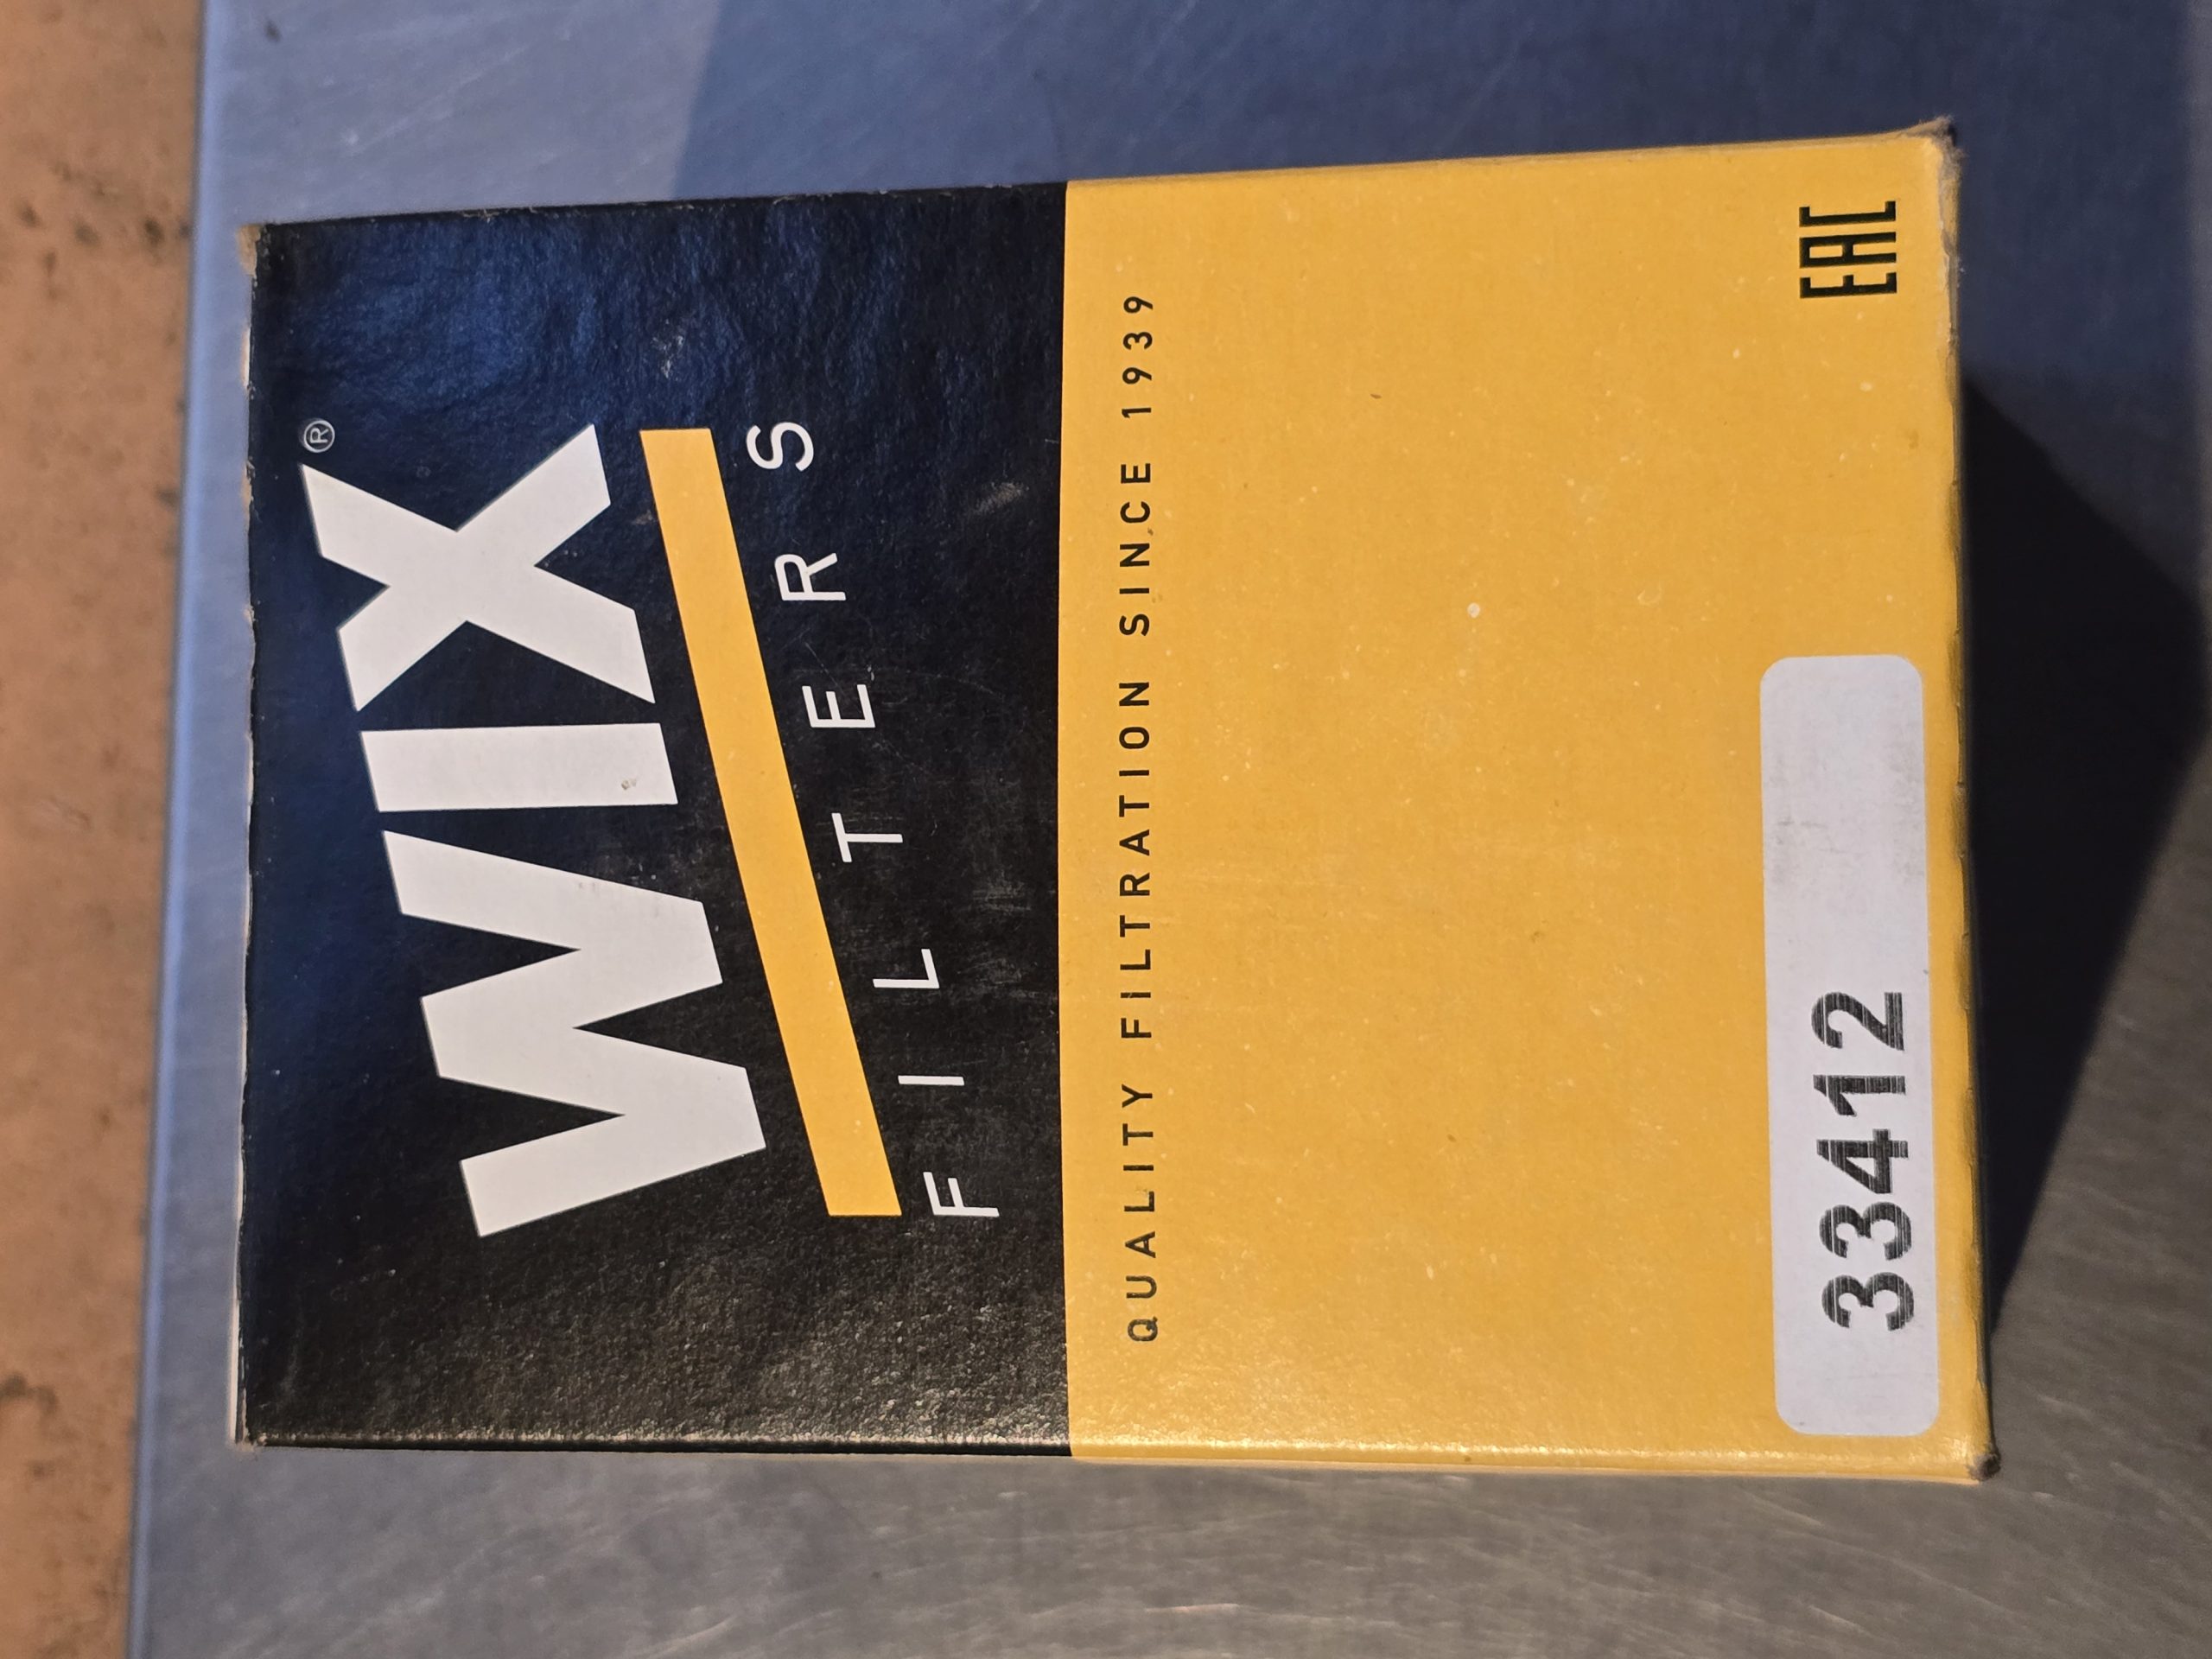 WIX®
FILTERS
QUALITY FILTRATION SINCE 1939
33412
EAC